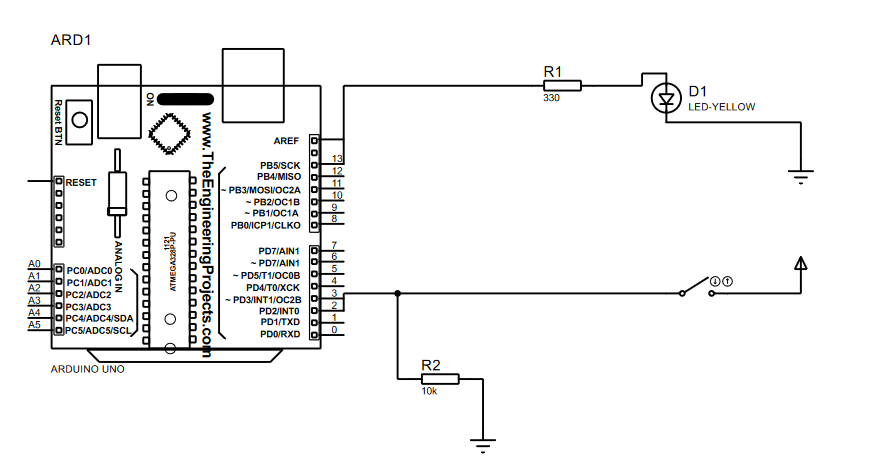 ARD1
Reset BTN
ON
www.TheEngineeringProjects.com
RESET
ANALOG IN
ATMEGA328P-PU
1121
AREF
PB5/SCK 13
PB4/MISO 12
~ PB3/MOSI/OC2A 11
~ PB2/OC1B 10
~ PB1/OC1A 9
PB0/ICP1/CLKO 8
PD7/AIN1 7
~ PD7/AIN1 6
~ PD5/T1/OC0B 5
PD4/T0/XCK 4
~ PD3/INT1/OC2B 3
PD2/INT0 2
PD1/TXD 1
PD0/RXD 0
A0 PC0/ADC0
A1 PC1/ADC1
A2 PC2/ADC2
A3 PC3/ADC3
A4 PC4/ADC4/SDA
A5 PC5/ADC5/SCL
ARDUINO UNO
R1
330
D1
LED-YELLOW
R2
10k